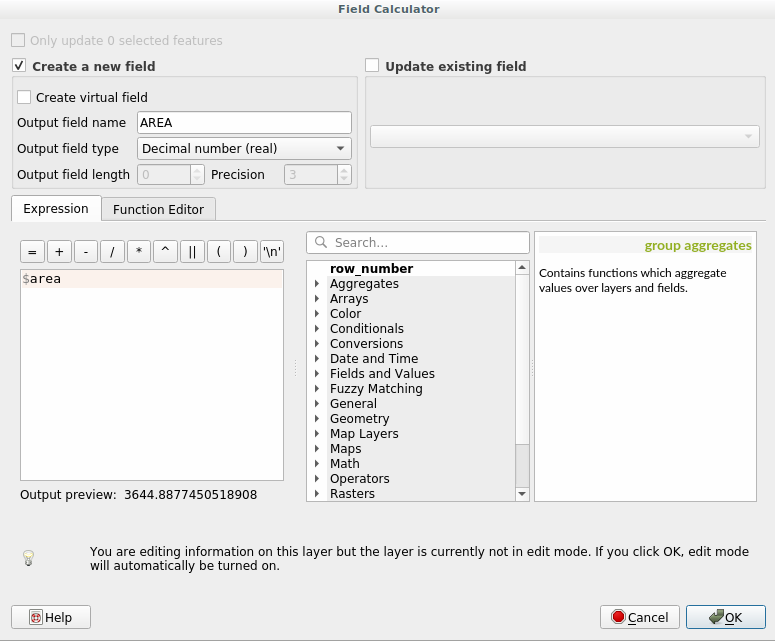 Field Calculator
Only update 0 selected features
Create a new field
Update existing field
Create virtual field
Output field name AREA
Output field type Decimal number (real)
Output field length 0 Precision 3
Expression Function Editor
= + - / * ^ || ( ) '\n'
$area
Output preview: 3644.8877450518908
Search...
row_number
Aggregates
Arrays
Color
Conditionals
Conversions
Date and Time
Fields and Values
Fuzzy Matching
General
Geometry
Map Layers
Maps
Math
Operators
Rasters
group aggregates
Contains functions which aggregate
values over layers and fields.
You are editing information on this layer but the layer is currently not in edit mode. If you click OK, edit mode
will automatically be turned on.
Help
Cancel
OK